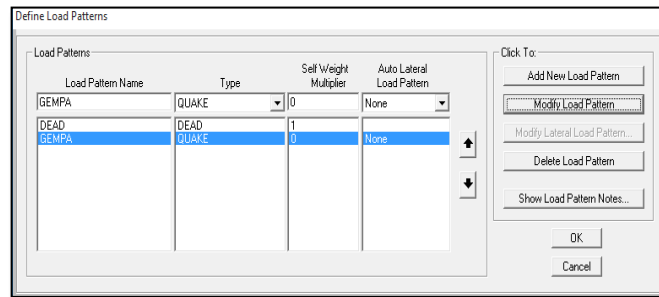 Define Load Patterns
Load Patterns
Click To:
Load Pattern Name
Type
Self Weight Multiplier
Auto Lateral Load Pattern
GEMPA QUAKE 0 None
DEAD DEAD 1
GEMPA QUAKE 0 None
Add New Load Pattern
Modify Load Pattern
Modify Lateral Load Pattern...
Delete Load Pattern
Show Load Pattern Notes...
OK
Cancel